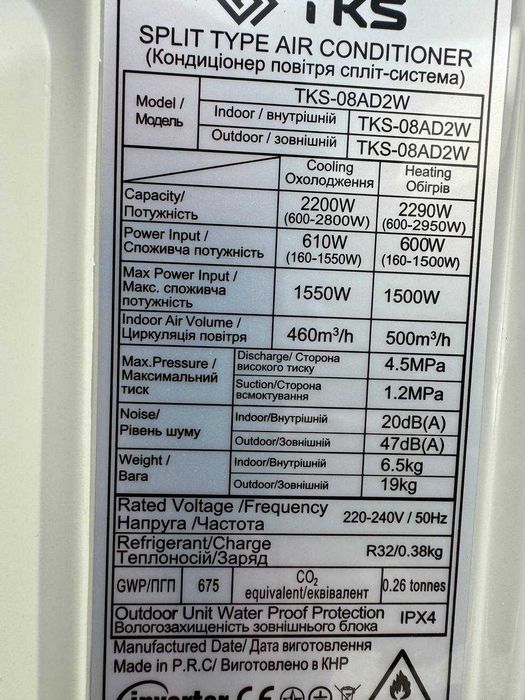 TKS
SPLIT TYPE AIR CONDITIONER
(Кондиціонер повітря спліт-система)
Model / Модель
TKS-08AD2W
Indoor / внутрішній TKS-08AD2W
Outdoor / зовнішній TKS-08AD2W
Cooling Охолодження
Heating Обігрів
Capacity/
Потужність
2200W
(600-2800W)
2290W
(600-2950W)
Power Input /
Споживча потужність
610W
(160-1550W)
600W
(160-1500W)
Max Power Input /
Макс. споживча
потужність
1550W
1500W
Indoor Air Volume /
Циркуляція повітря
460m³/h
500m³/h
Max.Pressure /
Максимальний
тиск
Discharge/ Сторона
високого тиску
4.5MPa
Suction/Сторона
всмоктування
1.2MPa
Noise/
Рівень шуму
Indoor/Внутрішній
20dB(A)
Outdoor/Зовнішній
47dB(A)
Weight /
Вага
Indoor/Внутрішній
6.5kg
Outdoor/Зовнішній
19kg
Rated Voltage /Frequency
Напруга /Частота
220-240V / 50Hz
Refrigerant/Charge
Теплоносій/Заряд
R32/0.38kg
GWP/ПГП 675
CO₂
equivalent/еквівалент
0.26 tonnes
Outdoor Unit Water Proof Protection
Вологозахищеність зовнішнього блока
IPX4
Manufactured Date/ Дата виготовлення
Made in P.R.C/ Виготовлено в КНР
inverter CE